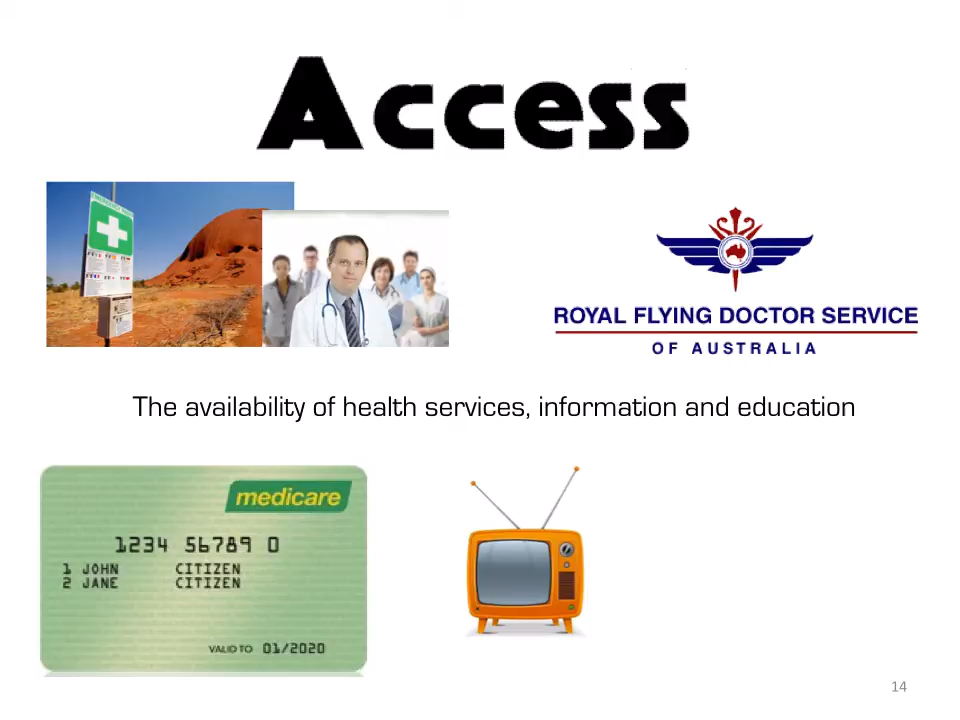 Access
ROYAL FLYING DOCTOR SERVICE
OF AUSTRALIA
The availability of health services, information and education
medicare
1234 56789 0
1 JOHN CITIZEN
2 JANE CITIZEN
VALID TO 01/2020
14